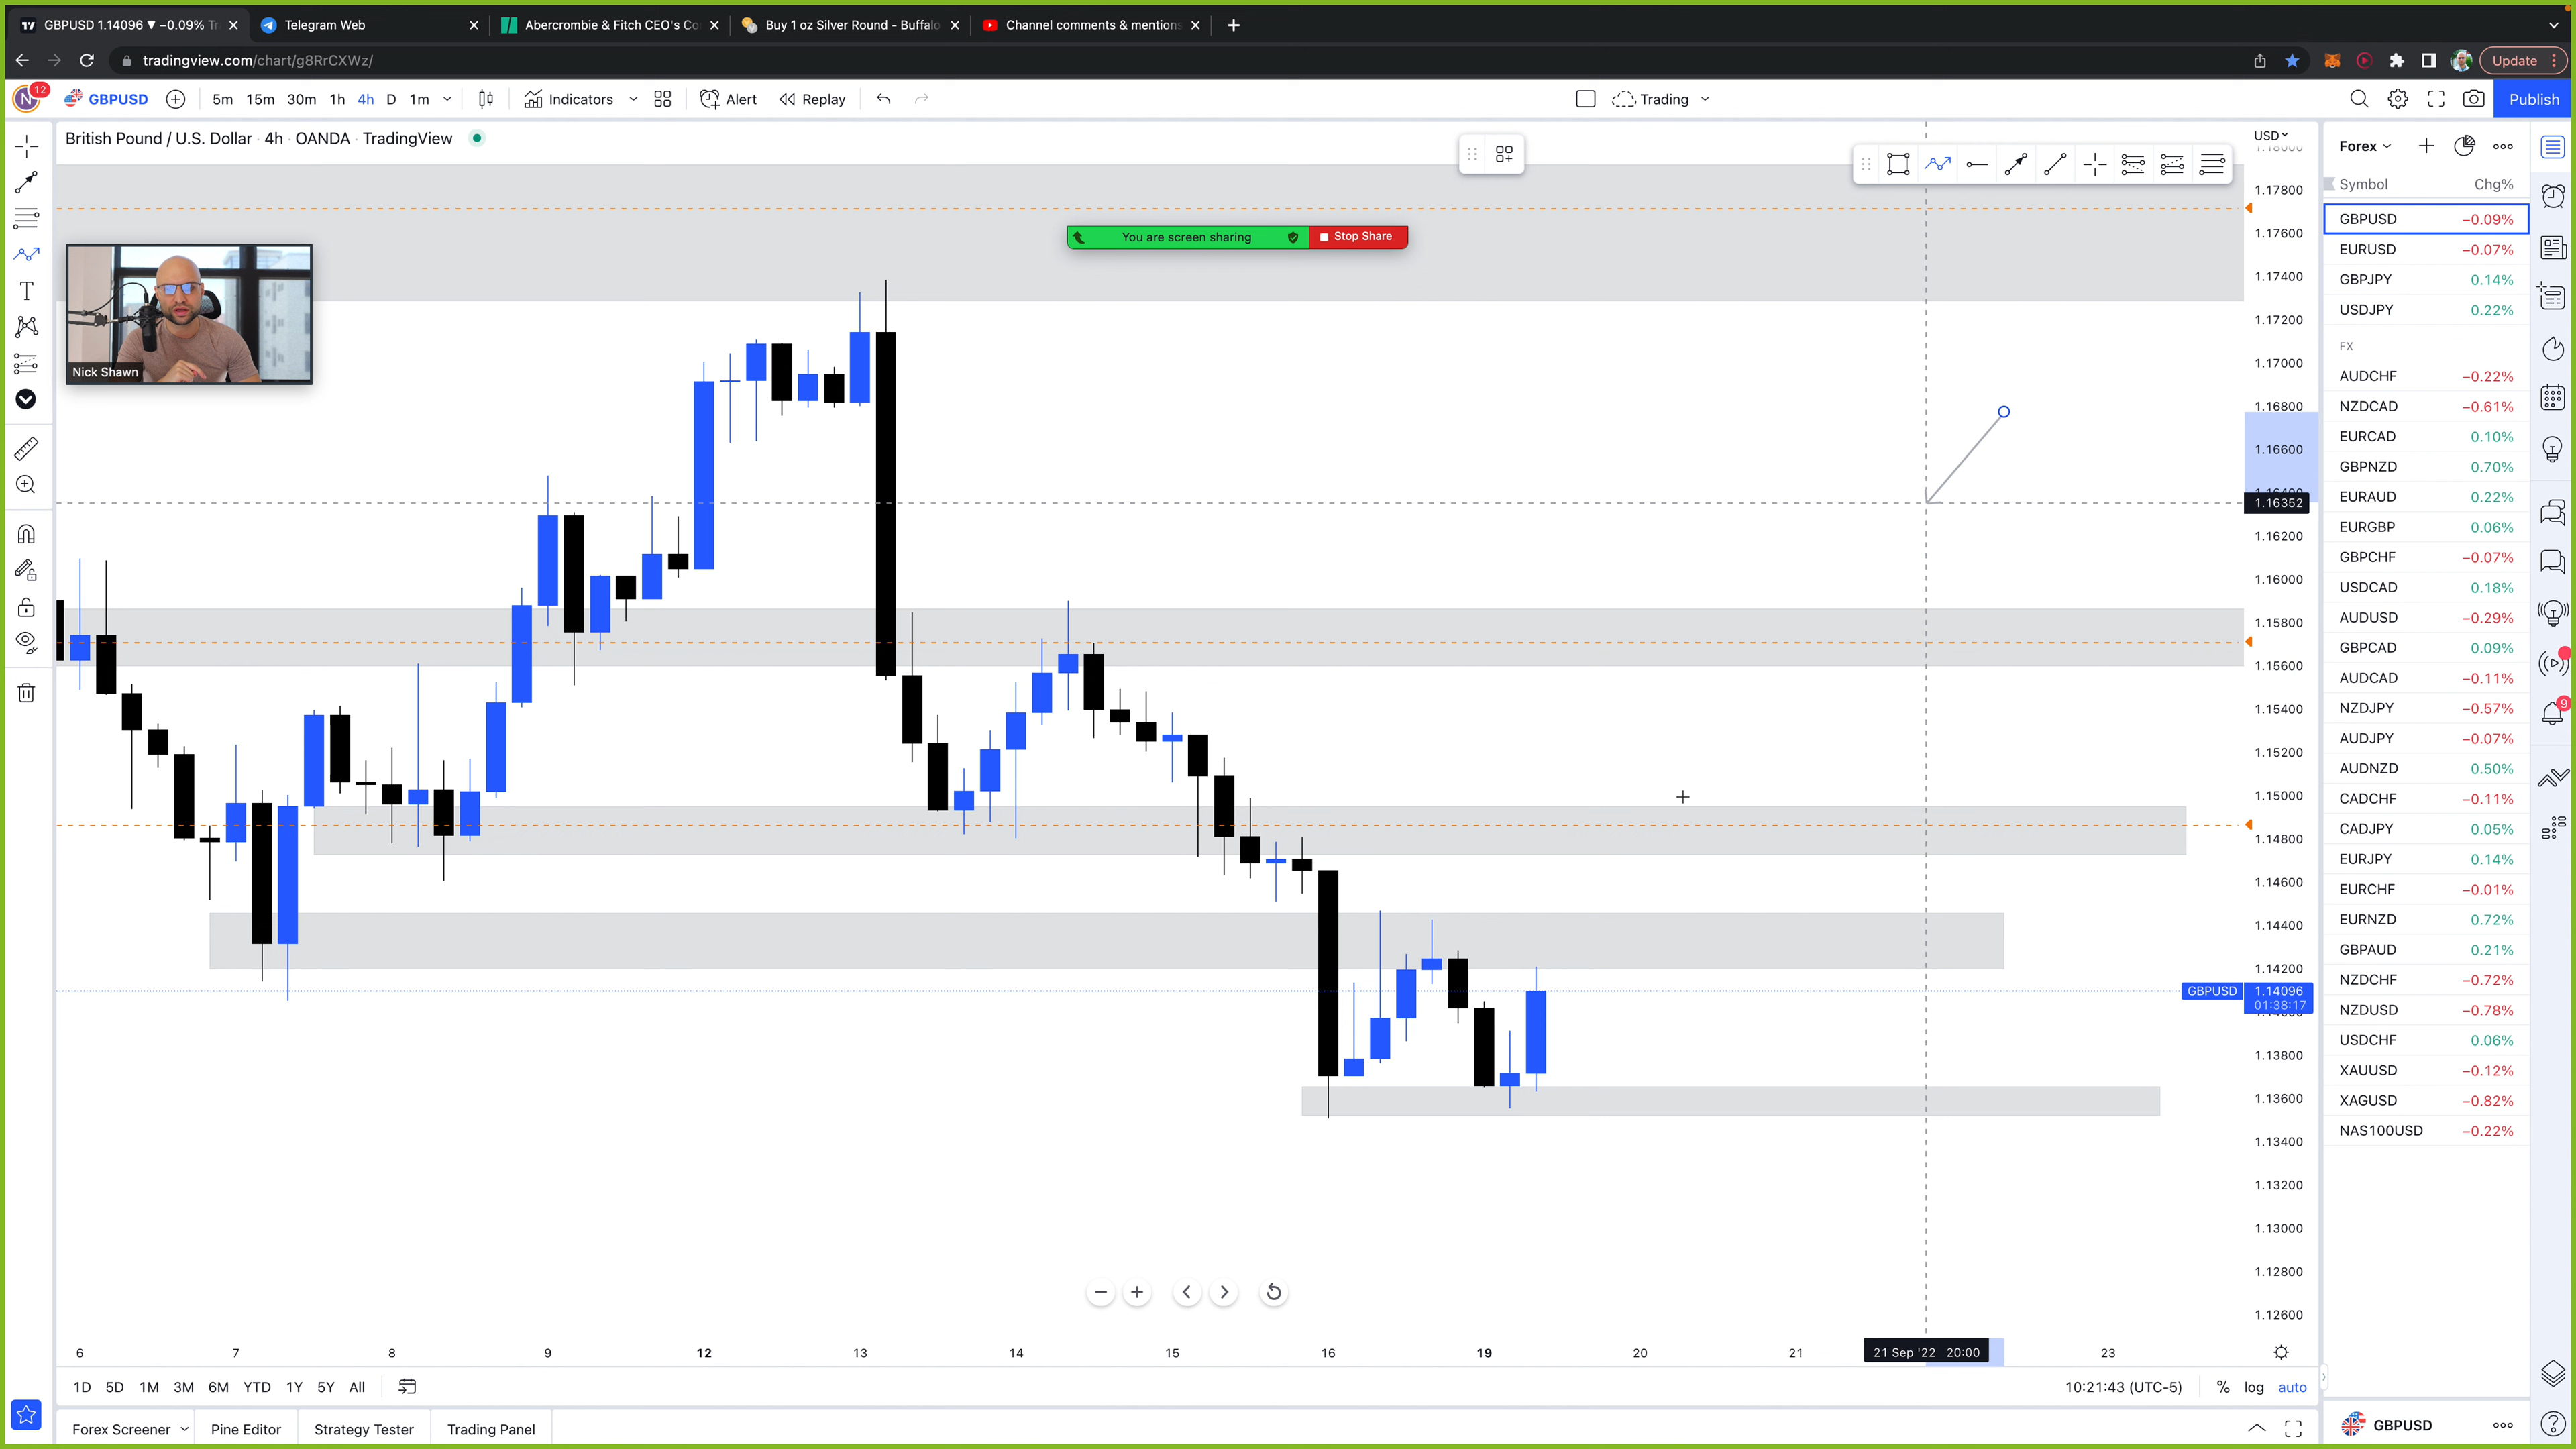 GBPUSD 1.14096 ▼ −0.09% Tr
Telegram Web
Abercrombie & Fitch CEO's Co
Buy 1 oz Silver Round - Buffalo
Channel comments & mentions
tradingview.com/chart/g8RrCXWz/
Update
N 12
GBPUSD
5m 15m 30m 1h 4h D 1m
Indicators
Alert
Replay
Trading
Publish
British Pound / U.S. Dollar · 4h · OANDA · TradingView
You are screen sharing
Stop Share
Nick Shawn
USD
1.18000
1.17800
1.17600
1.17400
1.17200
1.17000
1.16800
1.16600
1.16352
1.16200
1.16000
1.15800
1.15600
1.15400
1.15200
1.15000
1.14800
1.14600
1.14400
1.14200
GBPUSD 1.14096
01:38:17
1.13800
1.13600
1.13400
1.13200
1.13000
1.12800
1.12600
6 7 8 9 12 13 14 15 16 19 20 21 21 Sep '22 20:00 23
1D 5D 1M 3M 6M YTD 1Y 5Y All
10:21:43 (UTC-5)
% log auto
Forex Screener
Pine Editor
Strategy Tester
Trading Panel
Forex
Symbol Chg%
GBPUSD −0.09%
EURUSD −0.07%
GBPJPY 0.14%
USDJPY 0.22%
FX
AUDCHF −0.22%
NZDCAD −0.61%
EURCAD 0.10%
GBPNZD 0.70%
EURAUD 0.22%
EURGBP 0.06%
GBPCHF −0.07%
USDCAD 0.18%
AUDUSD −0.29%
GBPCAD 0.09%
AUDCAD −0.11%
NZDJPY −0.57%
AUDJPY −0.07%
AUDNZD 0.50%
CADCHF −0.11%
CADJPY 0.05%
EURJPY 0.14%
EURCHF −0.01%
EURNZD 0.72%
GBPAUD 0.21%
NZDCHF −0.72%
NZDUSD −0.78%
USDCHF 0.06%
XAUUSD −0.12%
XAGUSD −0.82%
NAS100USD −0.22%
9
GBPUSD